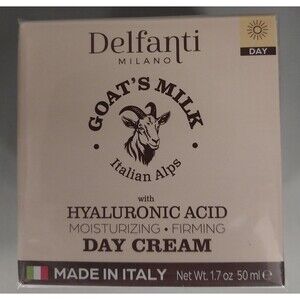 Delfanti
MILANO
DAY
GOAT'S MILK
Italian Alps
with
HYALURONIC ACID
MOISTURIZING • FIRMING
DAY CREAM
MADE IN ITALY Net Wt. 1.7 oz 50 ml ℮